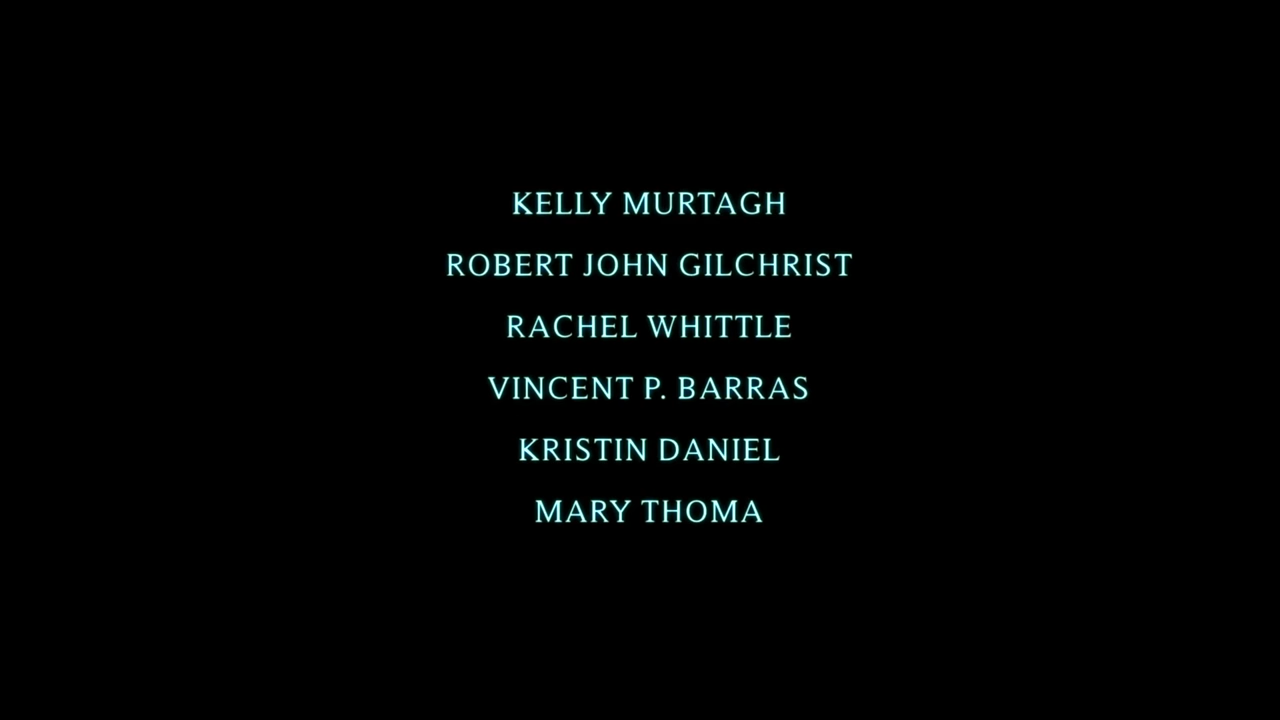 KELLY MURTAGH
ROBERT JOHN GILCHRIST
RACHEL WHITTLE
VINCENT P. BARRAS
KRISTIN DANIEL
MARY THOMA